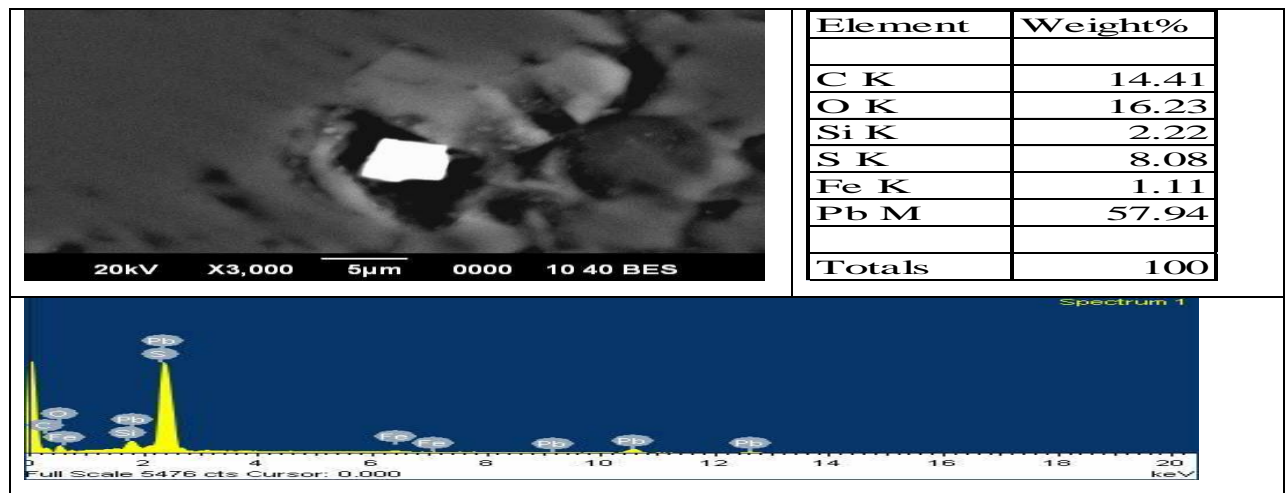 Element Weight%
C K 14.41
O K 16.23
Si K 2.22
S K 8.08
Fe K 1.11
Pb M 57.94
Totals 100
20kV X3,000 5µm 0000 10 40 BES
Spectrum 1
Pb
S
O
C
Fe
Pb
Si
Fe
Fe
Pb
Pb
Pb
0 2 4 6 8 10 12 14 16 18 20
Full Scale 5476 cts Cursor: 0.000 keV